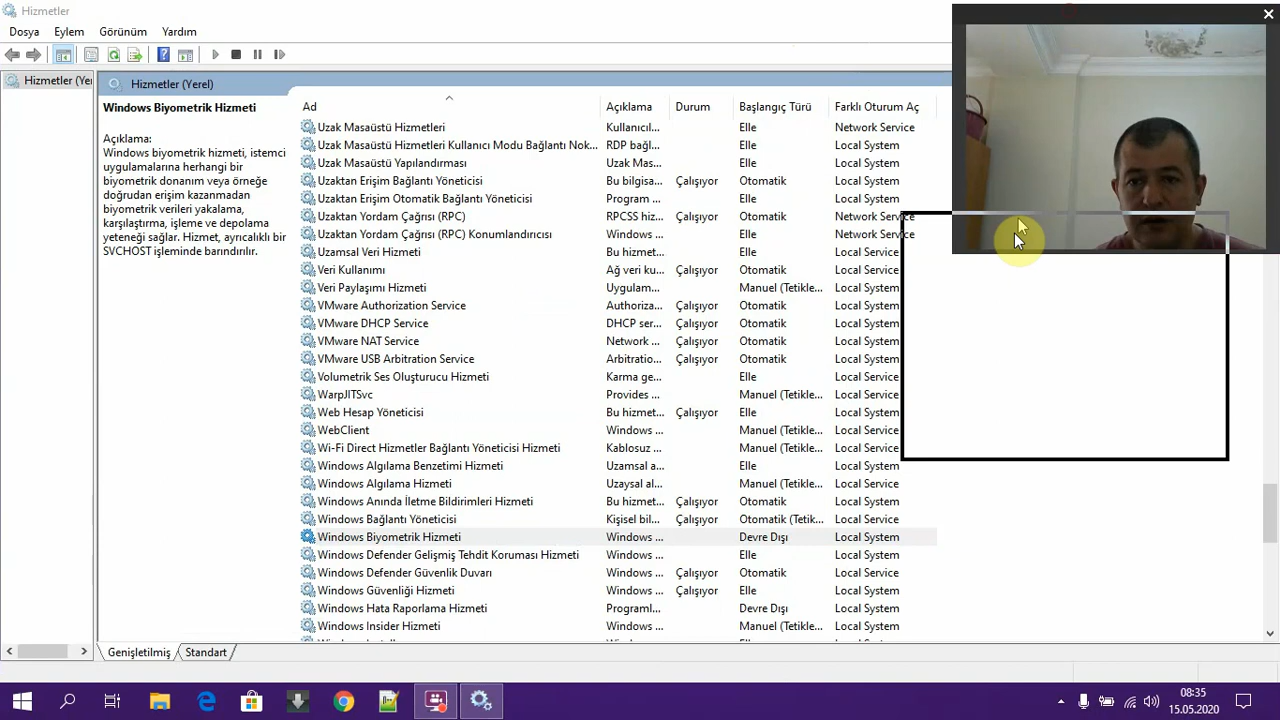 Hizmetler
Dosya Eylem Görünüm Yardım
Hizmetler (Yer
Hizmetler (Yerel)
Windows Biyometrik Hizmeti
Açıklama:
Windows biyometrik hizmeti, istemci
uygulamalarına herhangi bir
biyometrik donanım veya örneğe
doğrudan erişim kazanmadan
biyometrik verileri yakalama,
karşılaştırma, işleme ve depolama
yeteneği sağlar. Hizmet, ayrıcalıklı bir
SVCHOST işleminde barındırılır.
Ad Açıklama Durum Başlangıç Türü Farklı Oturum Aç
Uzak Masaüstü Hizmetleri Kullanıcıl... Elle Network Service
Uzak Masaüstü Hizmetleri Kullanıcı Modu Bağlantı Nok... RDP bağl... Elle Local System
Uzak Masaüstü Yapılandırması Uzak Mas... Elle Local System
Uzaktan Erişim Bağlantı Yöneticisi Bu bilgisa... Çalışıyor Otomatik Local System
Uzaktan Erişim Otomatik Bağlantı Yöneticisi Program ... Elle Local System
Uzaktan Yordam Çağrısı (RPC) RPCSS hiz... Çalışıyor Otomatik Network Service
Uzaktan Yordam Çağrısı (RPC) Konumlandırıcısı Windows ... Elle Network Service
Uzamsal Veri Hizmeti Bu hizmet... Elle Local Service
Veri Kullanımı Ağ veri ku... Çalışıyor Otomatik Local Service
Veri Paylaşımı Hizmeti Uygulam... Manuel (Tetikle... Local System
VMware Authorization Service Authoriza... Çalışıyor Otomatik Local System
VMware DHCP Service DHCP ser... Çalışıyor Otomatik Local System
VMware NAT Service Network ... Çalışıyor Otomatik Local System
VMware USB Arbitration Service Arbitratio... Çalışıyor Otomatik Local System
Volumetrik Ses Oluşturucu Hizmeti Karma ge... Elle Local Service
WarpJITSvc Provides ... Manuel (Tetikle... Local Service
Web Hesap Yöneticisi Bu hizmet... Çalışıyor Elle Local System
WebClient Windows ... Manuel (Tetikle... Local Service
Wi-Fi Direct Hizmetler Bağlantı Yöneticisi Hizmeti Kablosuz ... Manuel (Tetikle... Local Service
Windows Algılama Benzetimi Hizmeti Uzamsal a... Elle Local System
Windows Algılama Hizmeti Uzaysal al... Manuel (Tetikle... Local Service
Windows Anında İletme Bildirimleri Hizmeti Bu hizmet... Çalışıyor Otomatik Local System
Windows Bağlantı Yöneticisi Kişisel bil... Çalışıyor Otomatik (Tetik... Local Service
Windows Biyometrik Hizmeti Windows ... Devre Dışı Local System
Windows Defender Gelişmiş Tehdit Koruması Hizmeti Windows ... Elle Local System
Windows Defender Güvenlik Duvarı Windows ... Çalışıyor Otomatik Local Service
Windows Güvenliği Hizmeti Windows ... Çalışıyor Elle Local System
Windows Hata Raporlama Hizmeti Programl... Devre Dışı Local System
Windows Insider Hizmeti Windows ... Manuel (Tetikle... Local System
Genişletilmiş Standart
08:35
15.05.2020